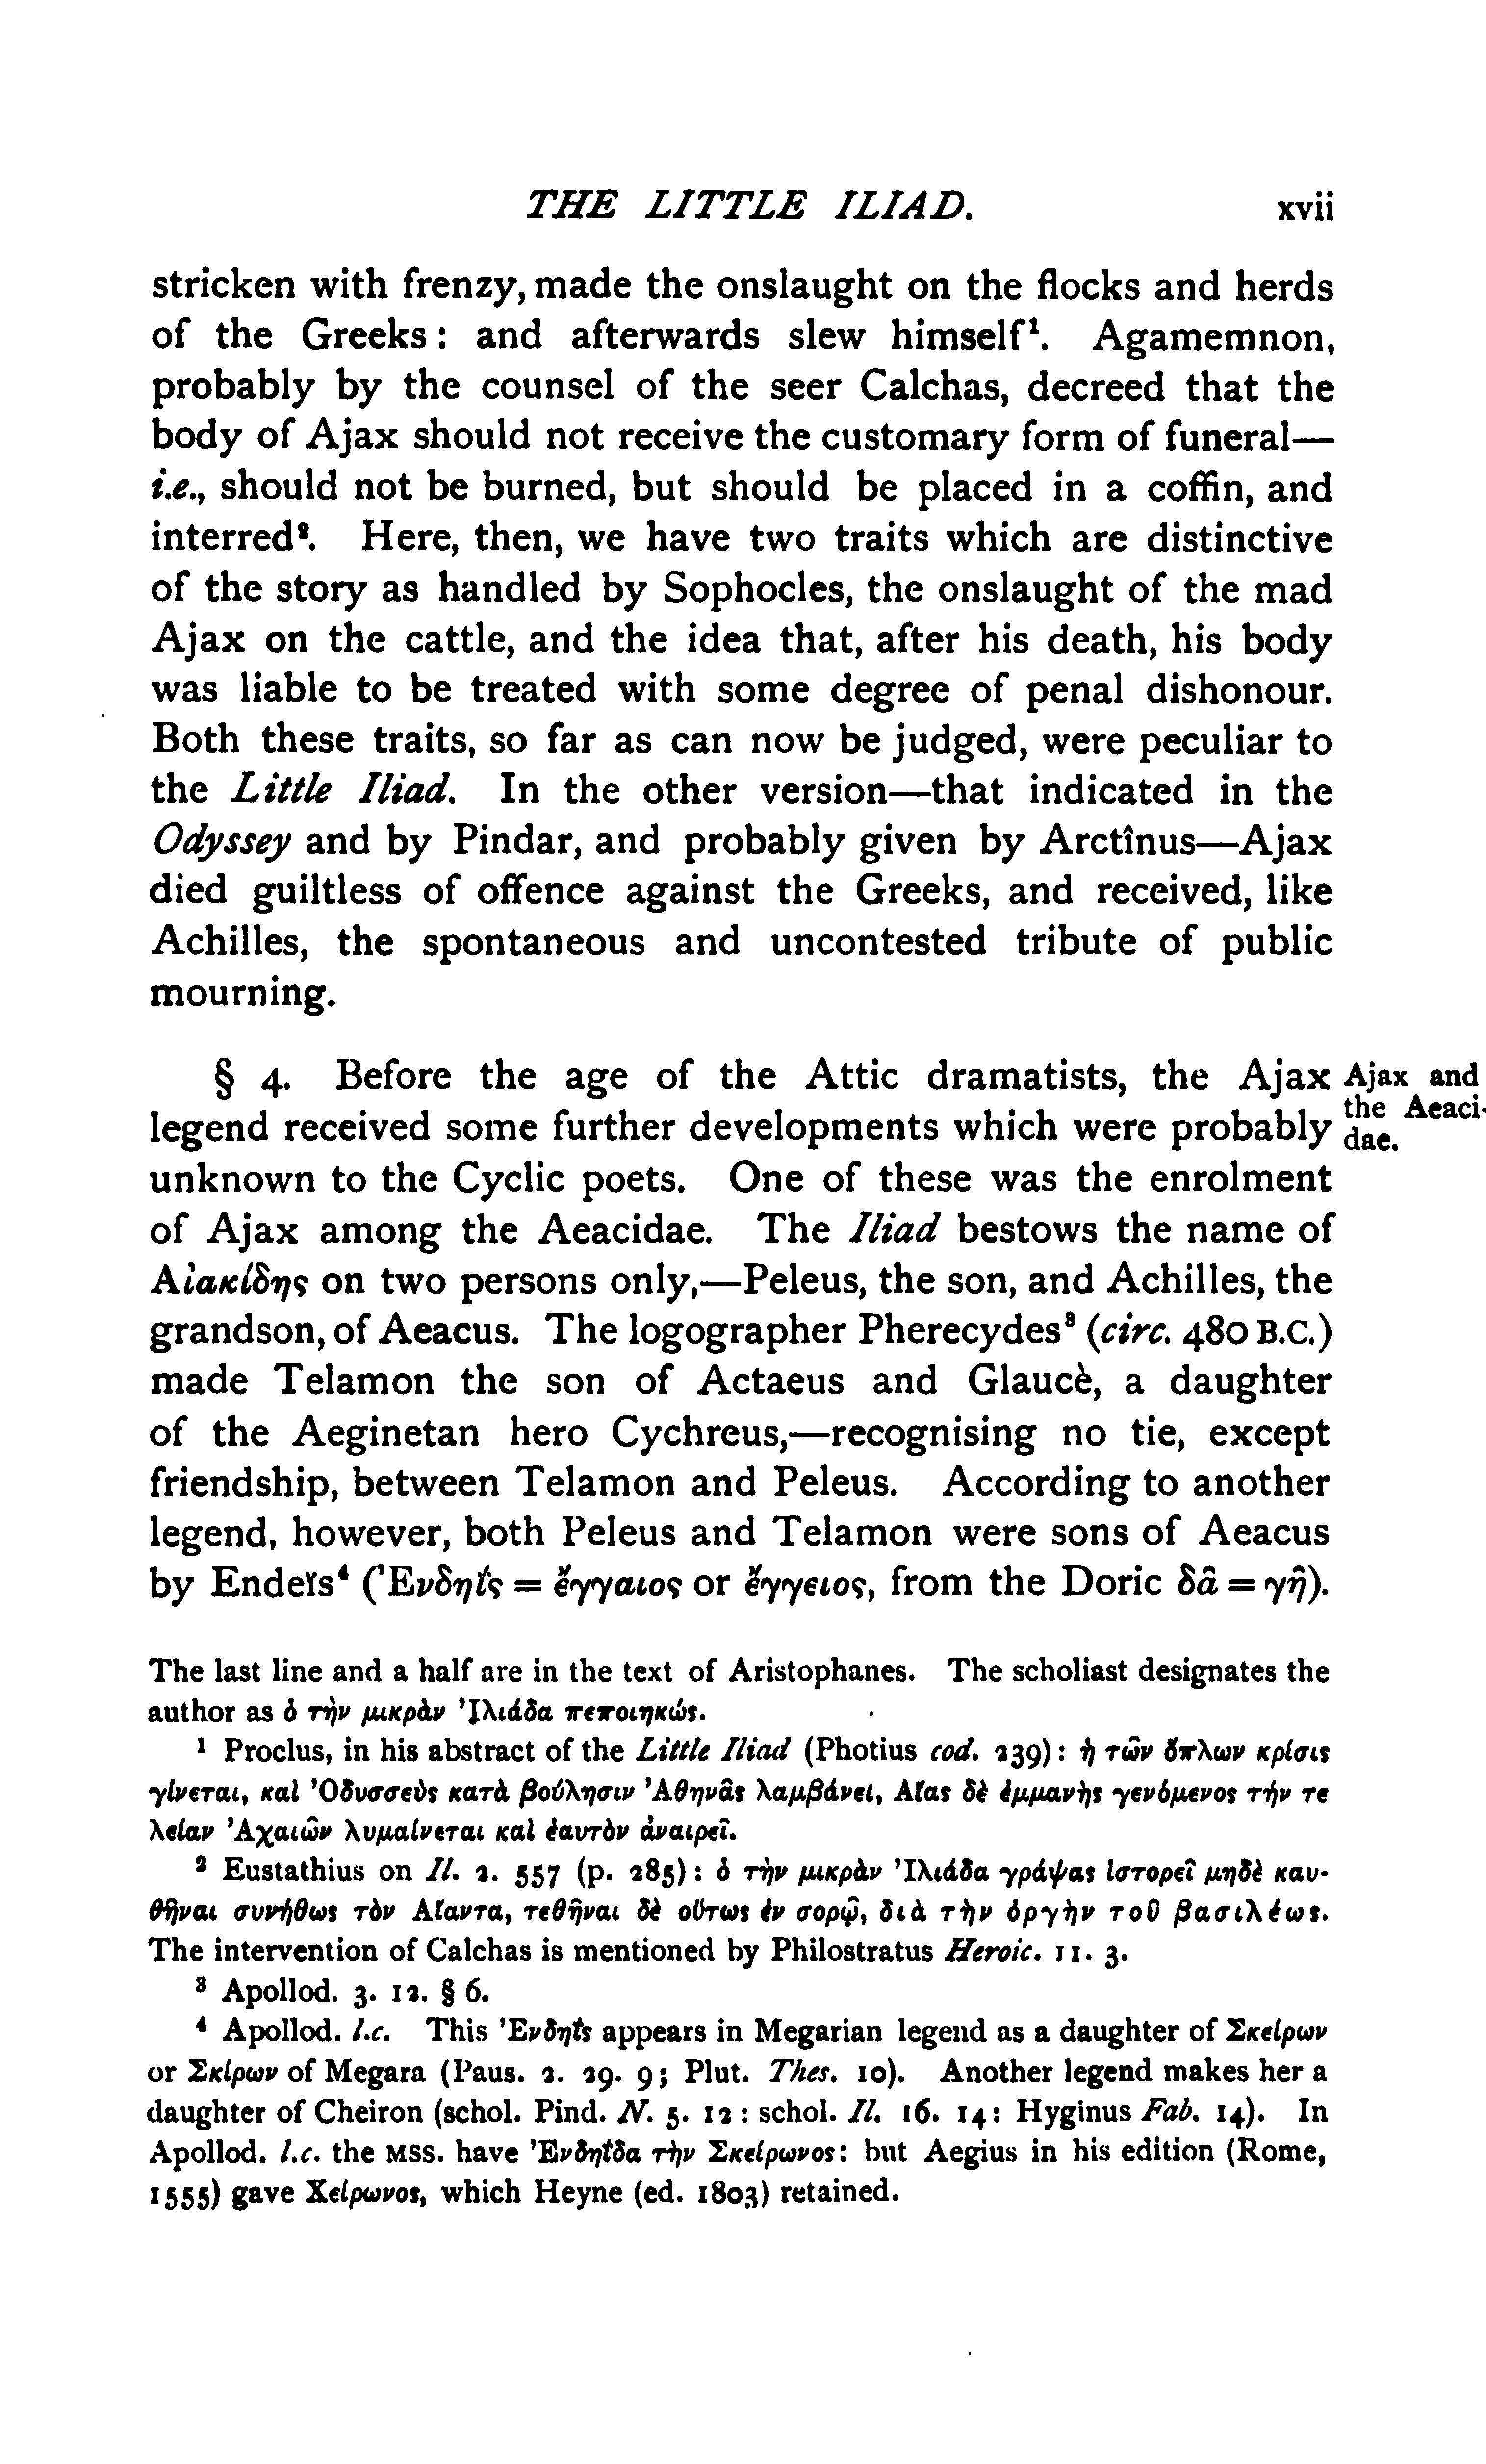 THE LITTLE ILIAD. xvii
stricken with frenzy, made the onslaught on the flocks and herds
of the Greeks: and afterwards slew himself¹. Agamemnon,
probably by the counsel of the seer Calchas, decreed that the
body of Ajax should not receive the customary form of funeral—
i.e., should not be burned, but should be placed in a coffin, and
interred². Here, then, we have two traits which are distinctive
of the story as handled by Sophocles, the onslaught of the mad
Ajax on the cattle, and the idea that, after his death, his body
was liable to be treated with some degree of penal dishonour.
Both these traits, so far as can now be judged, were peculiar to
the Little Iliad. In the other version—that indicated in the
Odyssey and by Pindar, and probably given by Arctînus—Ajax
died guiltless of offence against the Greeks, and received, like
Achilles, the spontaneous and uncontested tribute of public
mourning.
§ 4. Before the age of the Attic dramatists, the Ajax
legend received some further developments which were probably
unknown to the Cyclic poets. One of these was the enrolment
of Ajax among the Aeacidae. The Iliad bestows the name of
Αἰακίδης on two persons only,—Peleus, the son, and Achilles, the
grandson, of Aeacus. The logographer Pherecydes³ (circ. 480 B.C.)
made Telamon the son of Actaeus and Glaucè, a daughter
of the Aeginetan hero Cychreus,—recognising no tie, except
friendship, between Telamon and Peleus. According to another
legend, however, both Peleus and Telamon were sons of Aeacus
by Endeïs⁴ (Ἐνδηΐς = ἔγγαιος or ἔγγειος, from the Doric δᾶ = γῆ).
Ajax and
the Aeaci-
dae.
The last line and a half are in the text of Aristophanes. The scholiast designates the
author as ὁ τὴν μικρὰν Ἰλιάδα πεποιηκώς.
¹ Proclus, in his abstract of the Little Iliad (Photius cod. 239): ἡ τῶν ὅπλων κρίσις
γίνεται, καὶ Ὀδυσσεὺς κατὰ βούλησιν Ἀθηνᾶς λαμβάνει, Αἴας δὲ ἐμμανὴς γενόμενος τήν τε
λείαν Ἀχαιῶν λυμαίνεται καὶ ἑαυτὸν ἀναιρεῖ.
² Eustathius on Il. 2. 557 (p. 285): ὁ τὴν μικρὰν Ἰλιάδα γράψας ἱστορεῖ μηδὲ καυ-
θῆναι συνήθως τὸν Αἴαντα, τεθῆναι δὲ οὕτως ἐν σορῷ, διὰ τὴν ὀργὴν τοῦ βασιλέως.
The intervention of Calchas is mentioned by Philostratus Heroic. 11. 3.
³ Apollod. 3. 12. § 6.
⁴ Apollod. l.c. This Ἐνδηΐς appears in Megarian legend as a daughter of Σκείρων
or Σκίρων of Megara (Paus. 2. 29. 9; Plut. Thes. 10). Another legend makes her a
daughter of Cheiron (schol. Pind. N. 5. 12: schol. Il. 16. 14: Hyginus Fab. 14). In
Apollod. l.c. the MSS. have Ἐνδηΐδα τὴν Σκείρωνος: but Aegius in his edition (Rome,
1555) gave Χείρωνος, which Heyne (ed. 1803) retained.